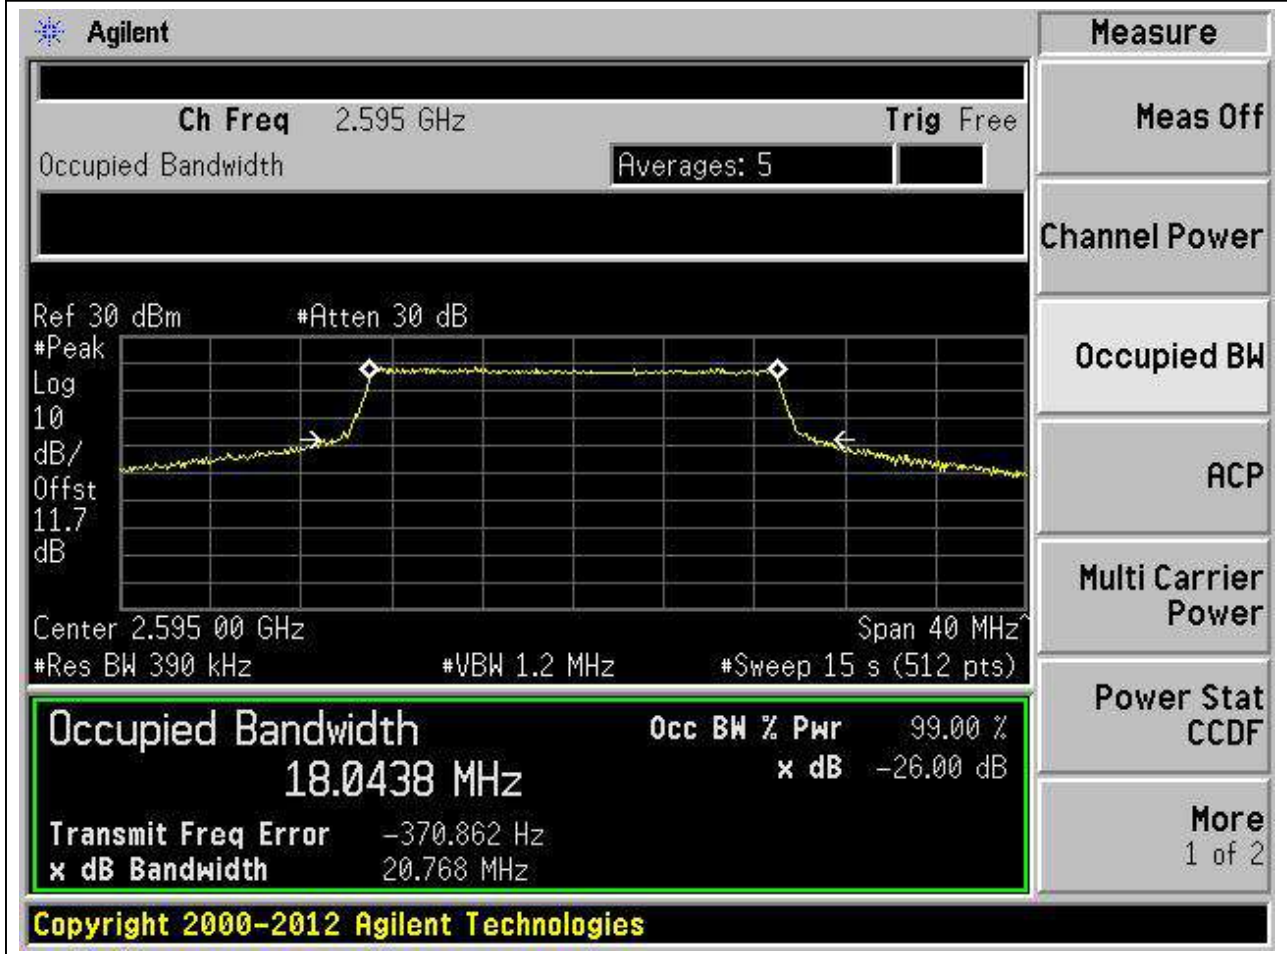 Agilent
Measure
Ch Freq 2.595 GHz Trig Free
Occupied Bandwidth Averages: 5
Ref 30 dBm #Atten 30 dB
#Peak
Log
10
dB/
Offst
11.7
dB
Center 2.595 00 GHz Span 40 MHz^
#Res BW 390 kHz #VBW 1.2 MHz #Sweep 15 s (512 pts)
Occupied Bandwidth Occ BW % Pwr 99.00 %
18.0438 MHz x dB -26.00 dB
Transmit Freq Error -370.862 Hz
x dB Bandwidth 20.768 MHz
Meas Off
Channel Power
Occupied BW
ACP
Multi Carrier
Power
Power Stat
CCDF
More
1 of 2
Copyright 2000-2012 Agilent Technologies